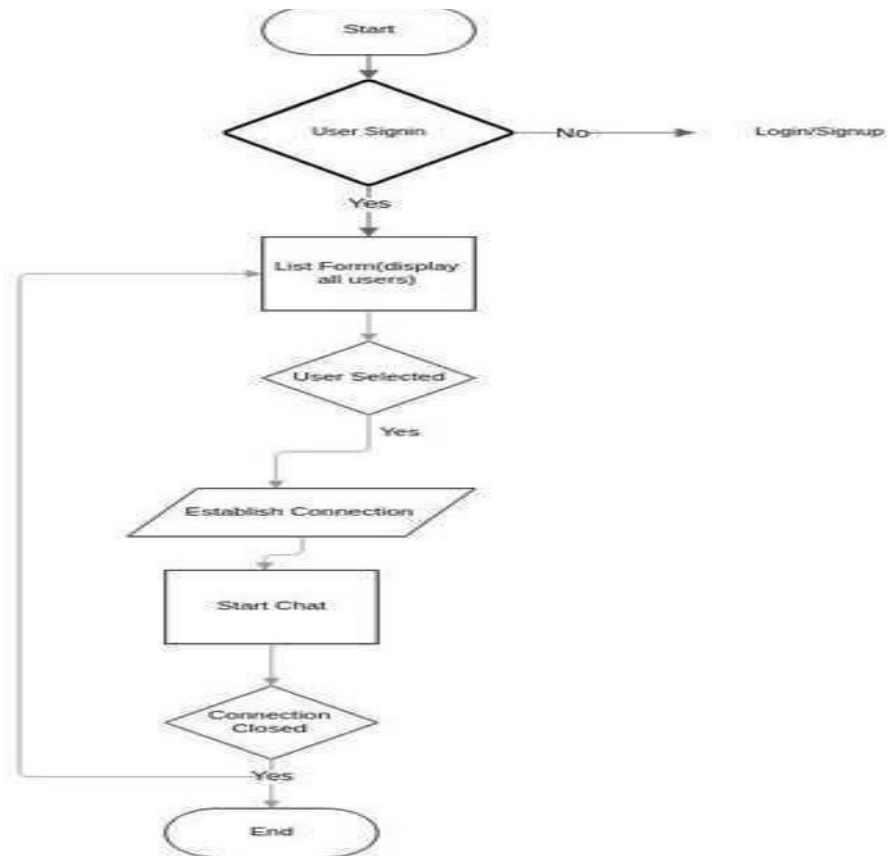 Start
User Signin
No
Login/Signup
Yes
List Form(display
all users)
User Selected
Yes
Establish Connection
Start Chat
Connection
Closed
Yes
End